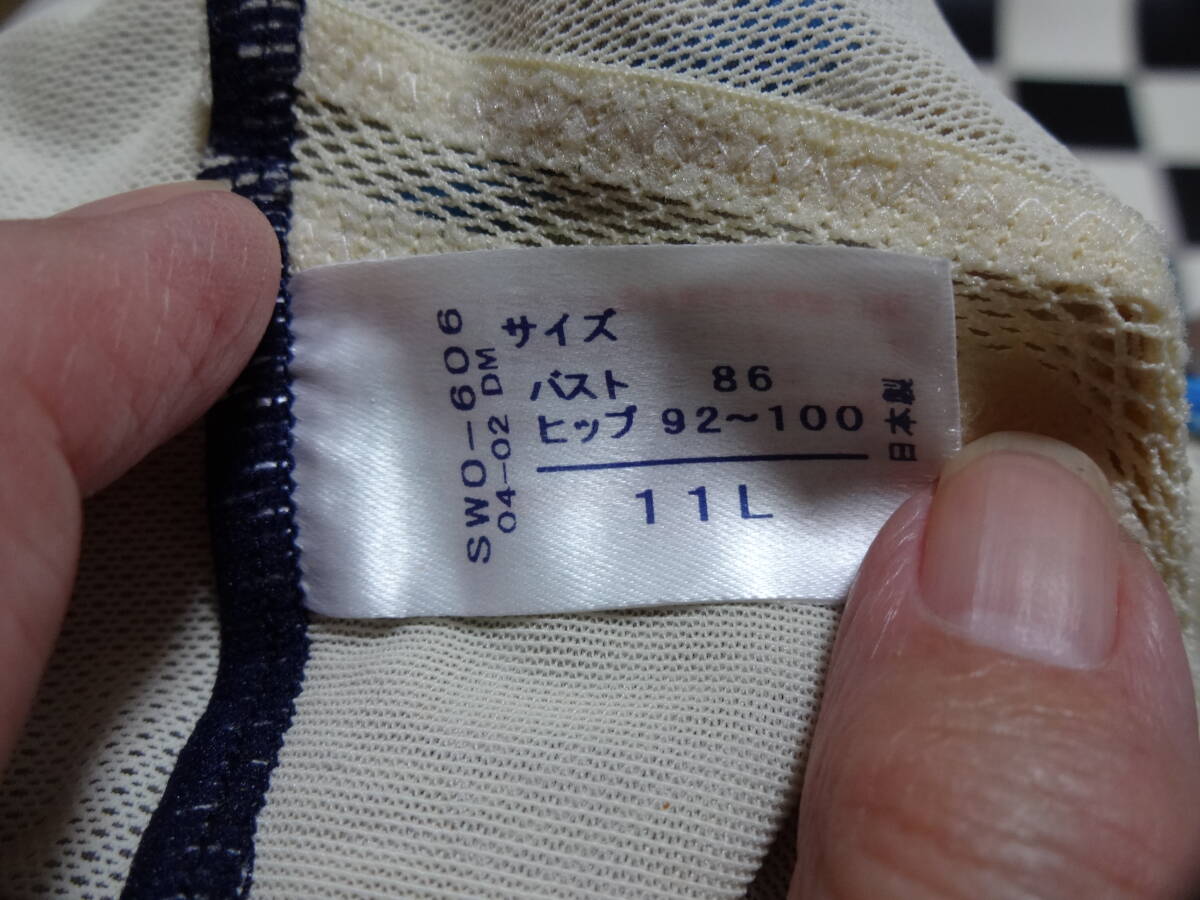 サイズ
バスト 86
ヒップ 92～100
11L
日本製
SWO-606
04-02 DM